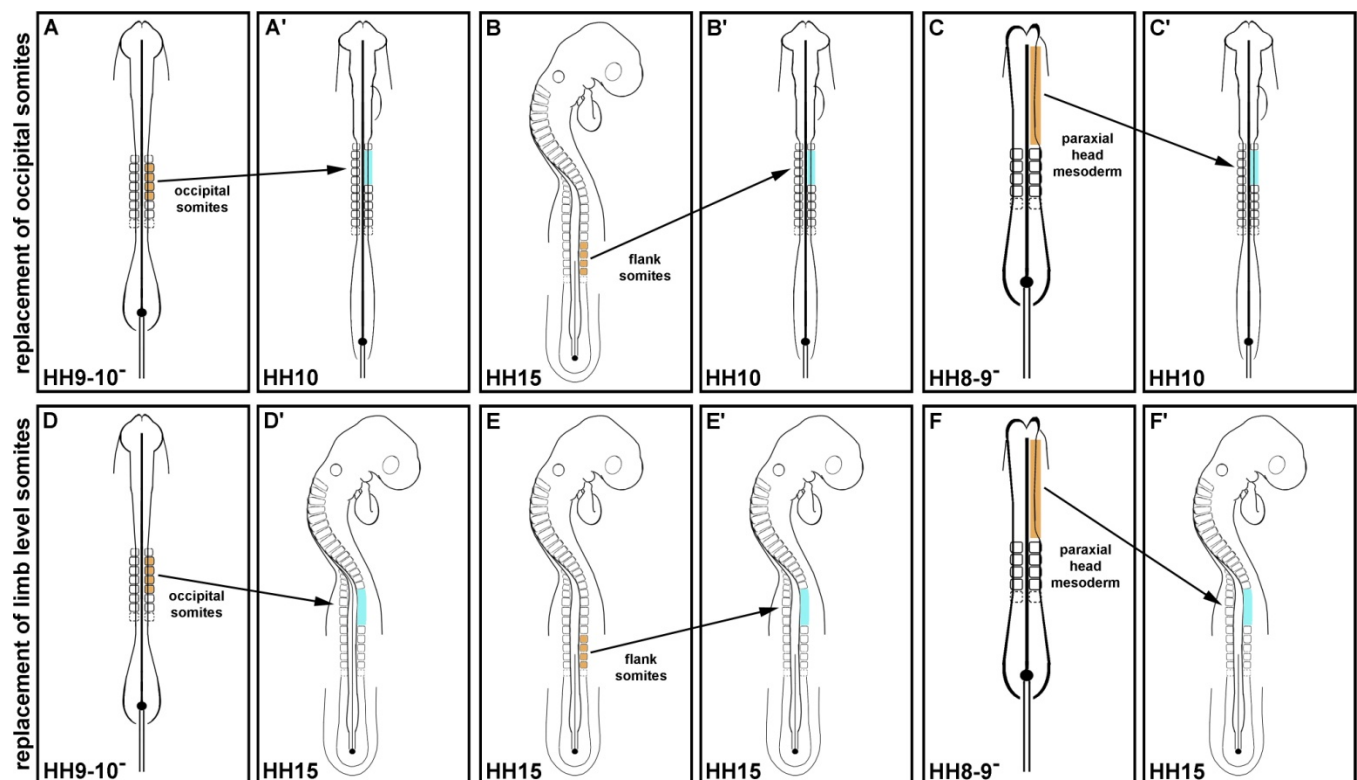 replacement of occipital somites
A
occipital
somites
HH9-10-
A'
HH10
B
flank
somites
HH15
B'
HH10
C
paraxial
head
mesoderm
HH8-9-
C'
HH10
replacement of limb level somites
D
occipital
somites
HH9-10-
D'
HH15
E
flank
somites
HH15
E'
HH15
F
paraxial
head
mesoderm
HH8-9-
F'
HH15